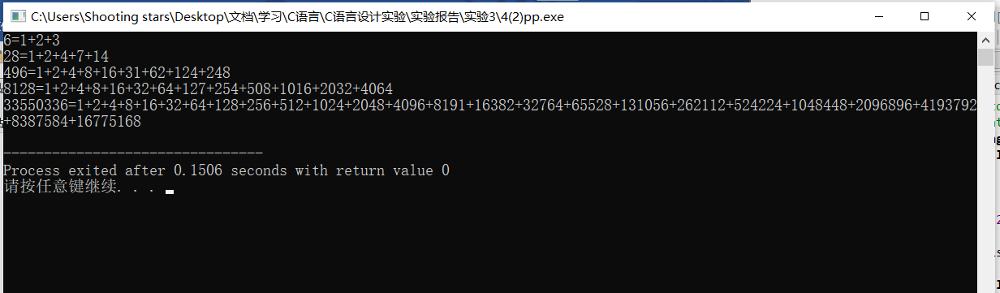 C:\Users\Shooting stars\Desktop\文档\学习\C语言\C语言设计实验\实验报告\实验3\4(2)pp.exe
6=1+2+3
28=1+2+4+7+14
496=1+2+4+8+16+31+62+124+248
8128=1+2+4+8+16+32+64+127+254+508+1016+2032+4064
33550336=1+2+4+8+16+32+64+128+256+512+1024+2048+4096+8191+16382+32764+65528+131056+262112+524224+1048448+2096896+4193792
+8387584+16775168
--------------------------------
Process exited after 0.1506 seconds with return value 0
请按任意键继续. . .